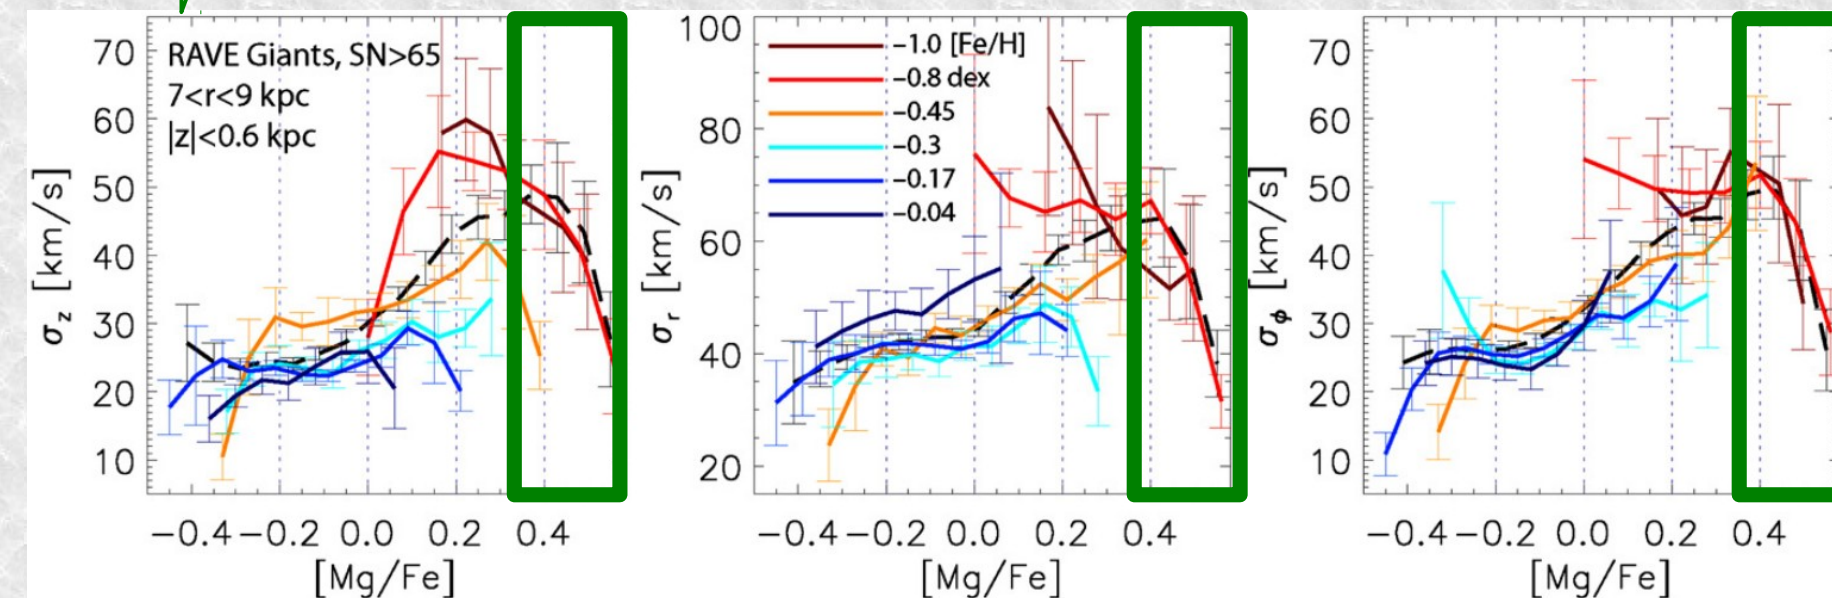 RAVE Giants, SN>65
7<r<9 kpc
|z|<0.6 kpc
70
60
50
40
30
20
10
σz [km/s]
−0.4 −0.2 0.0 0.2 0.4
[Mg/Fe]
−1.0 [Fe/H]
−0.8 dex
−0.45
−0.3
−0.17
−0.04
100
80
60
40
20
σr [km/s]
−0.4 −0.2 0.0 0.2 0.4
[Mg/Fe]
70
60
50
40
30
20
10
σϕ [km/s]
−0.4 −0.2 0.0 0.2 0.4
[Mg/Fe]